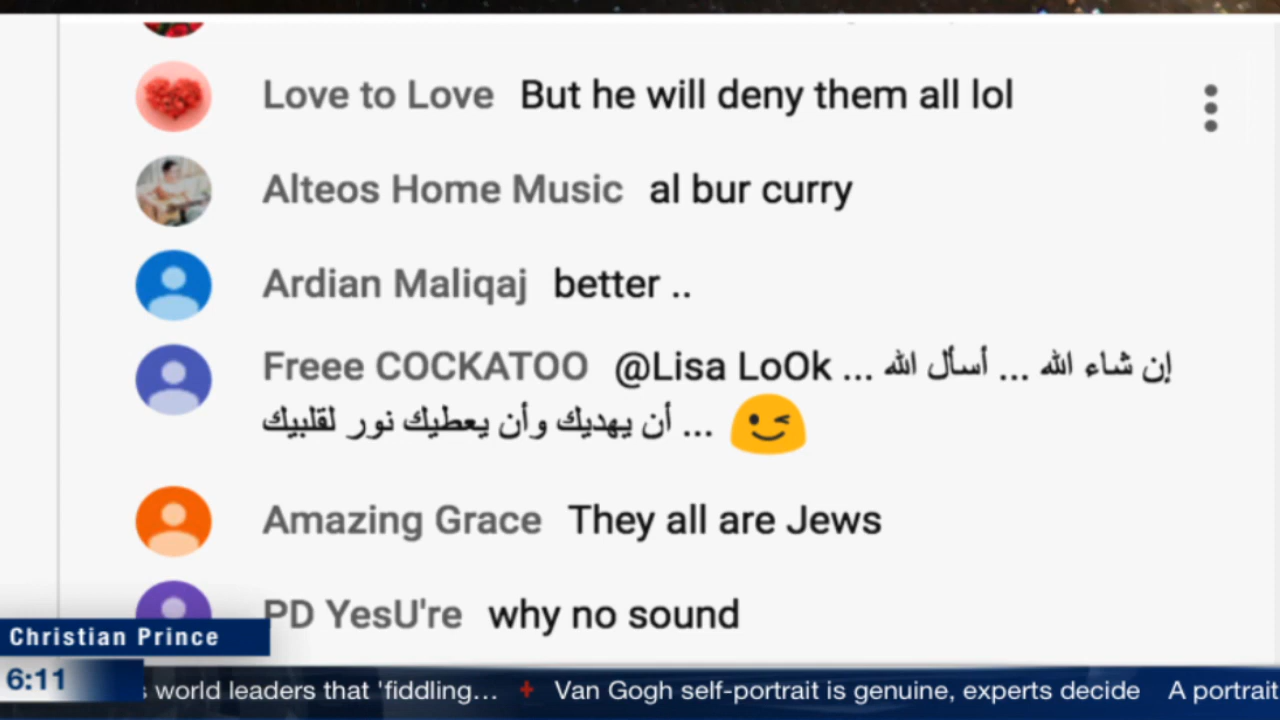 Love to Love But he will deny them all lol
Alteos Home Music al bur curry
Ardian Maliqaj better ..
Freee COCKATOO @Lisa LoOk ... إن شاء الله ... أسأل الله
أن يهديك وأن يعطيك نور لقلبيك ...
Amazing Grace They all are Jews
PD YesU're why no sound
Christian Prince
6:11
world leaders that 'fiddling... Van Gogh self-portrait is genuine, experts decide A portrait